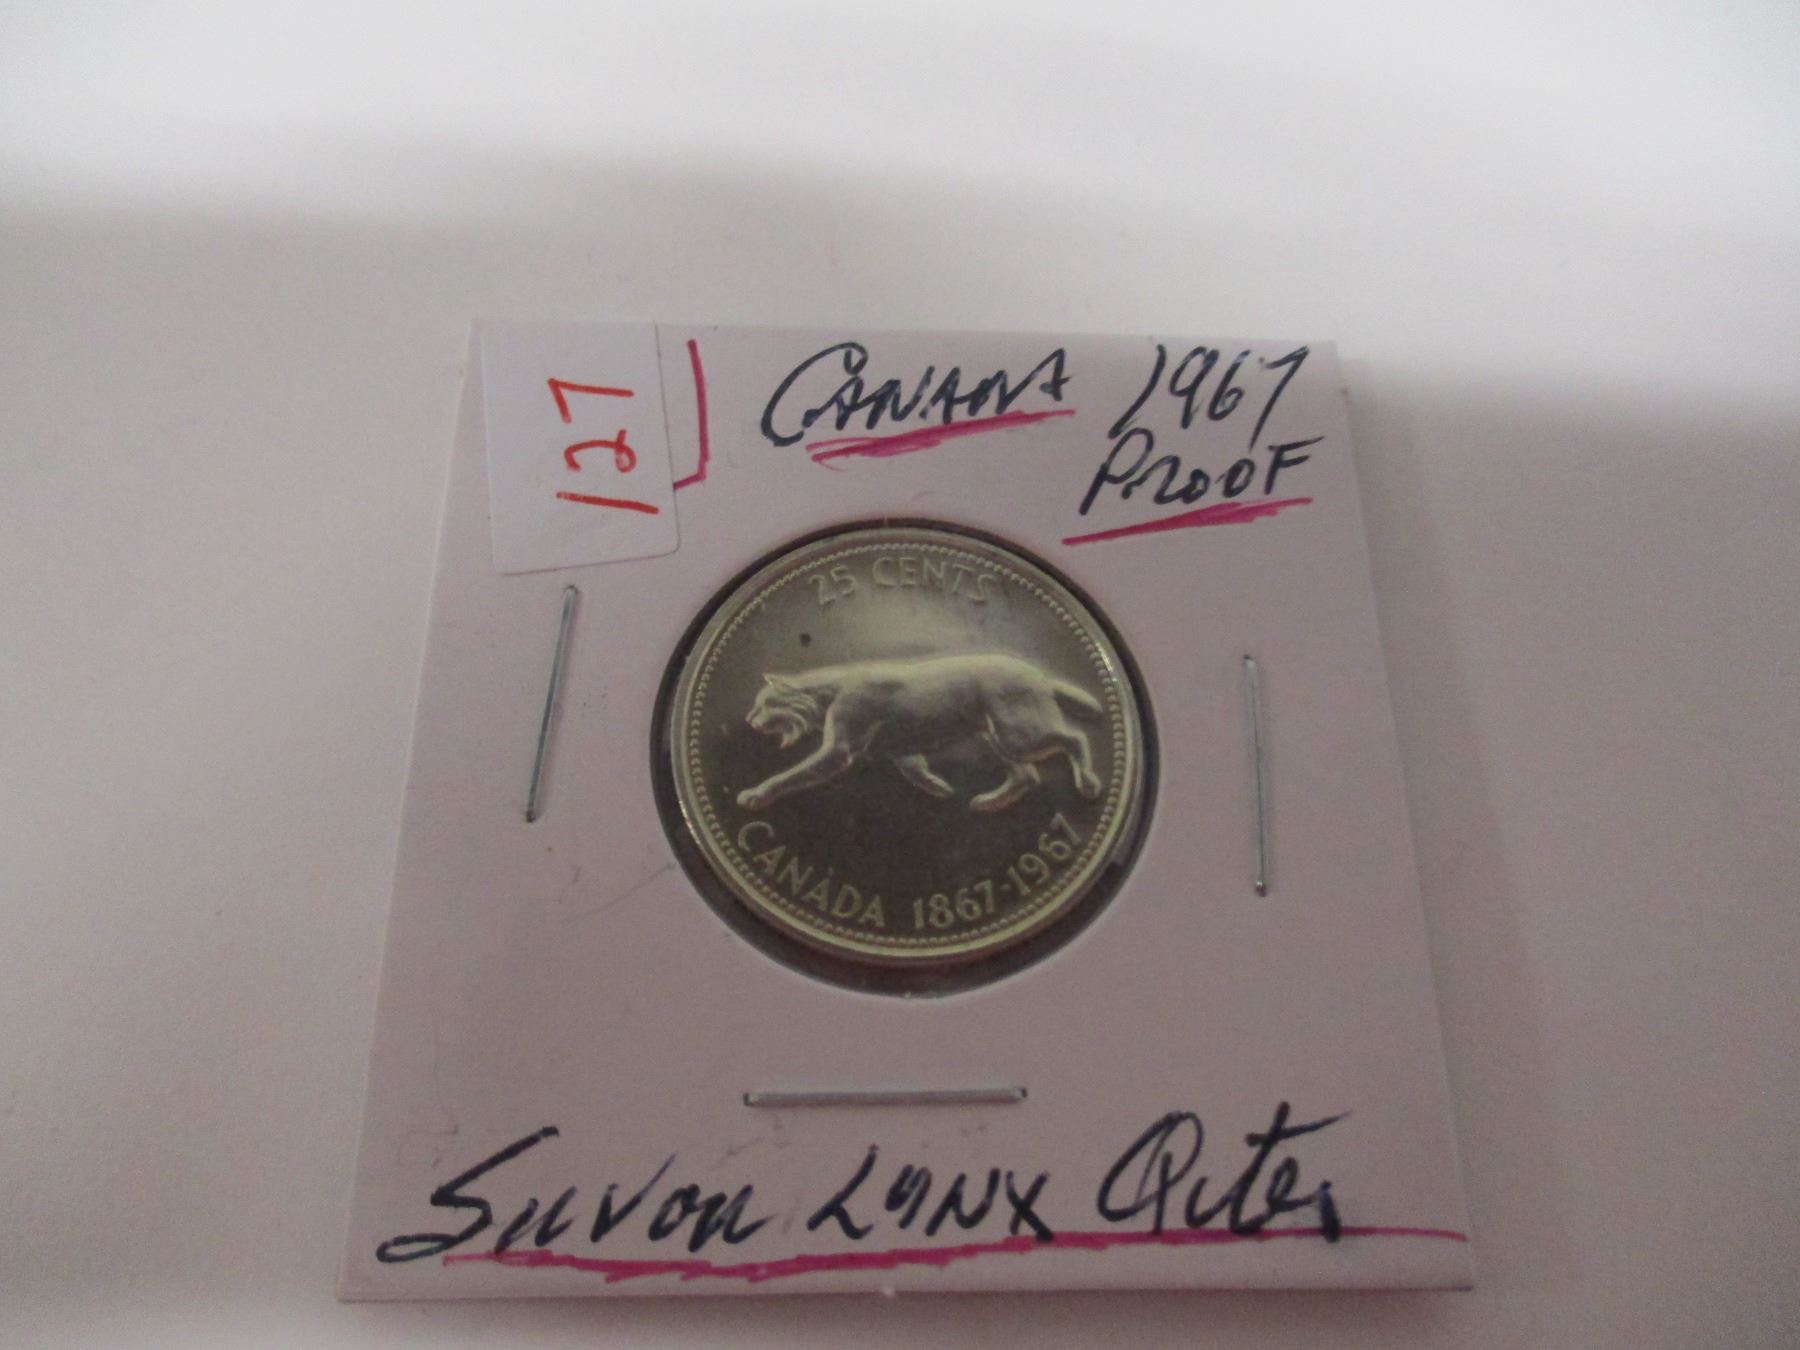 127
CANADA 1967
PROOF
25 CENTS
CANADA 1867-1967
Silver LYNX Qrter